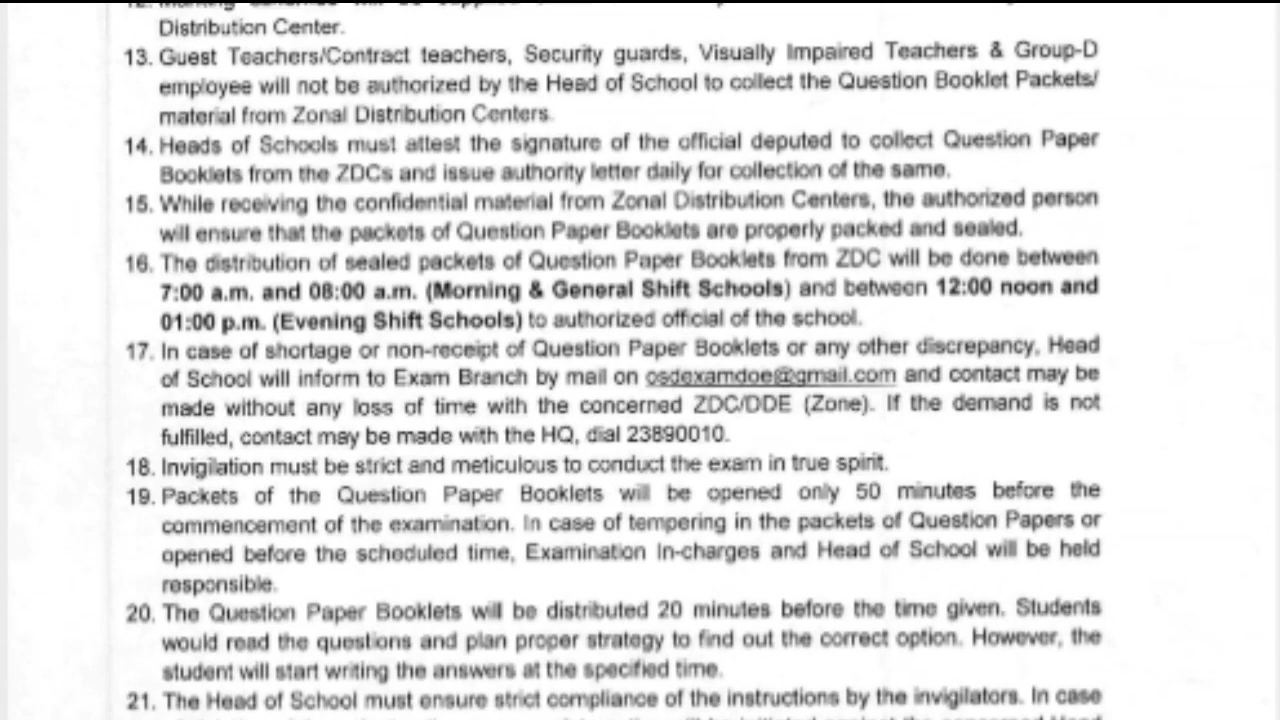 Distribution Center.
13. Guest Teachers/Contract teachers, Security guards, Visually Impaired Teachers & Group-D
employee will not be authorized by the Head of School to collect the Question Booklet Packets/
material from Zonal Distribution Centers.
14. Heads of Schools must attest the signature of the official deputed to collect Question Paper
Booklets from the ZDCs and issue authority letter daily for collection of the same.
15. While receiving the confidential material from Zonal Distribution Centers, the authorized person
will ensure that the packets of Question Paper Booklets are properly packed and sealed.
16. The distribution of sealed packets of Question Paper Booklets from ZDC will be done between
7:00 a.m. and 08:00 a.m. (Morning & General Shift Schools) and between 12:00 noon and
01:00 p.m. (Evening Shift Schools) to authorized official of the school.
17. In case of shortage or non-receipt of Question Paper Booklets or any other discrepancy, Head
of School will inform to Exam Branch by mail on osdexamdoe@gmail.com and contact may be
made without any loss of time with the concerned ZDC/DDE (Zone). If the demand is not
fulfilled, contact may be made with the HQ, dial 23890010.
18. Invigilation must be strict and meticulous to conduct the exam in true spirit.
19. Packets of the Question Paper Booklets will be opened only 50 minutes before the
commencement of the examination. In case of tempering in the packets of Question Papers or
opened before the scheduled time, Examination In-charges and Head of School will be held
responsible.
20. The Question Paper Booklets will be distributed 20 minutes before the time given. Students
would read the questions and plan proper strategy to find out the correct option. However, the
student will start writing the answers at the specified time.
21. The Head of School must ensure strict compliance of the instructions by the invigilators. In case